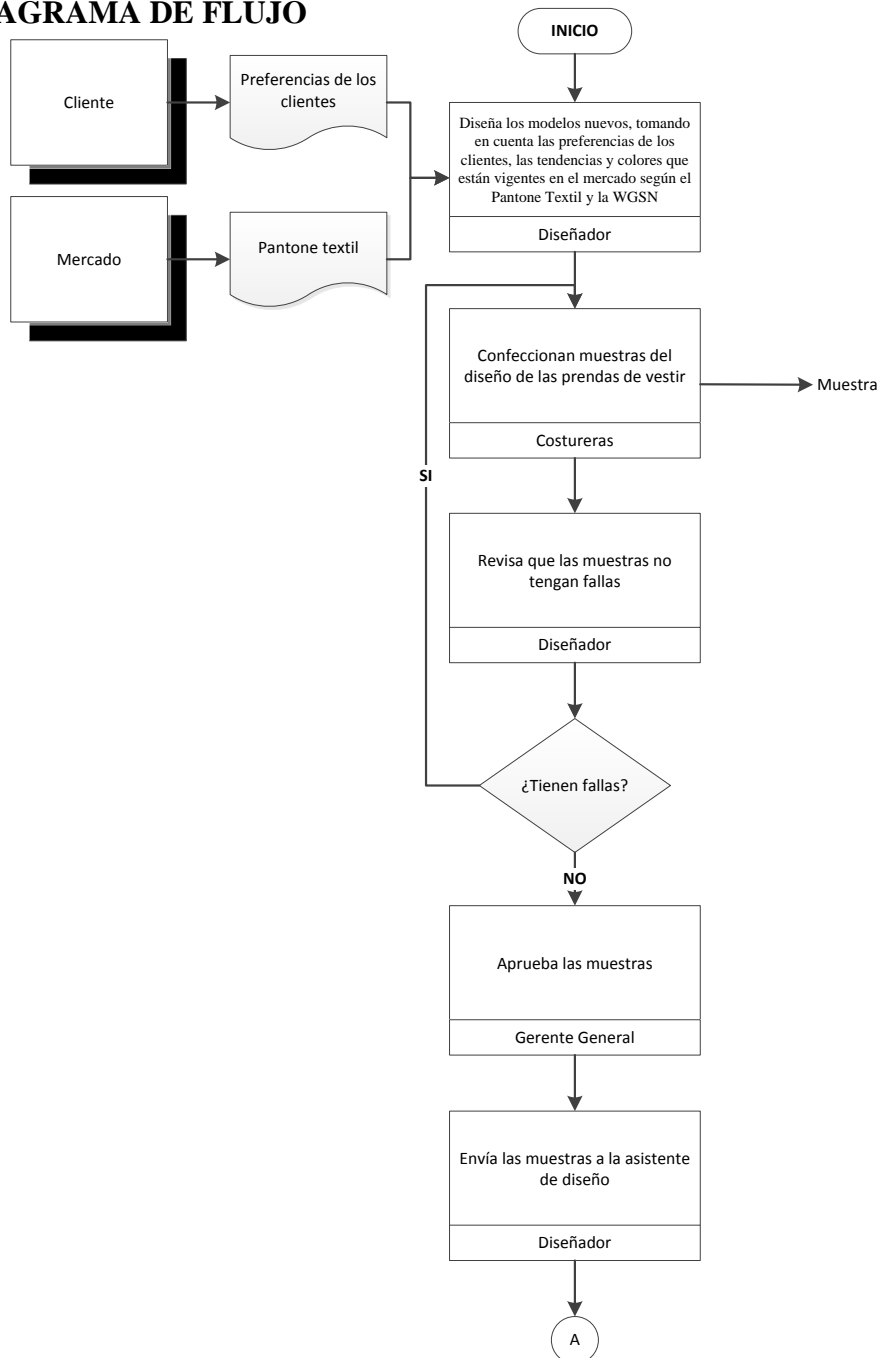 AGRAMA DE FLUJO
INICIO
Cliente
Preferencias de los
clientes
Diseña los modelos nuevos, tomando
en cuenta las preferencias de los
clientes, las tendencias y colores que
están vigentes en el mercado según el
Pantone Textil y la WGSN
Diseñador
Mercado
Pantone textil
Confeccionan muestras del
diseño de las prendas de vestir
Costureras
Muestra
SI
Revisa que las muestras no
tengan fallas
Diseñador
¿Tienen fallas?
NO
Aprueba las muestras
Gerente General
Envía las muestras a la asistente
de diseño
Diseñador
A